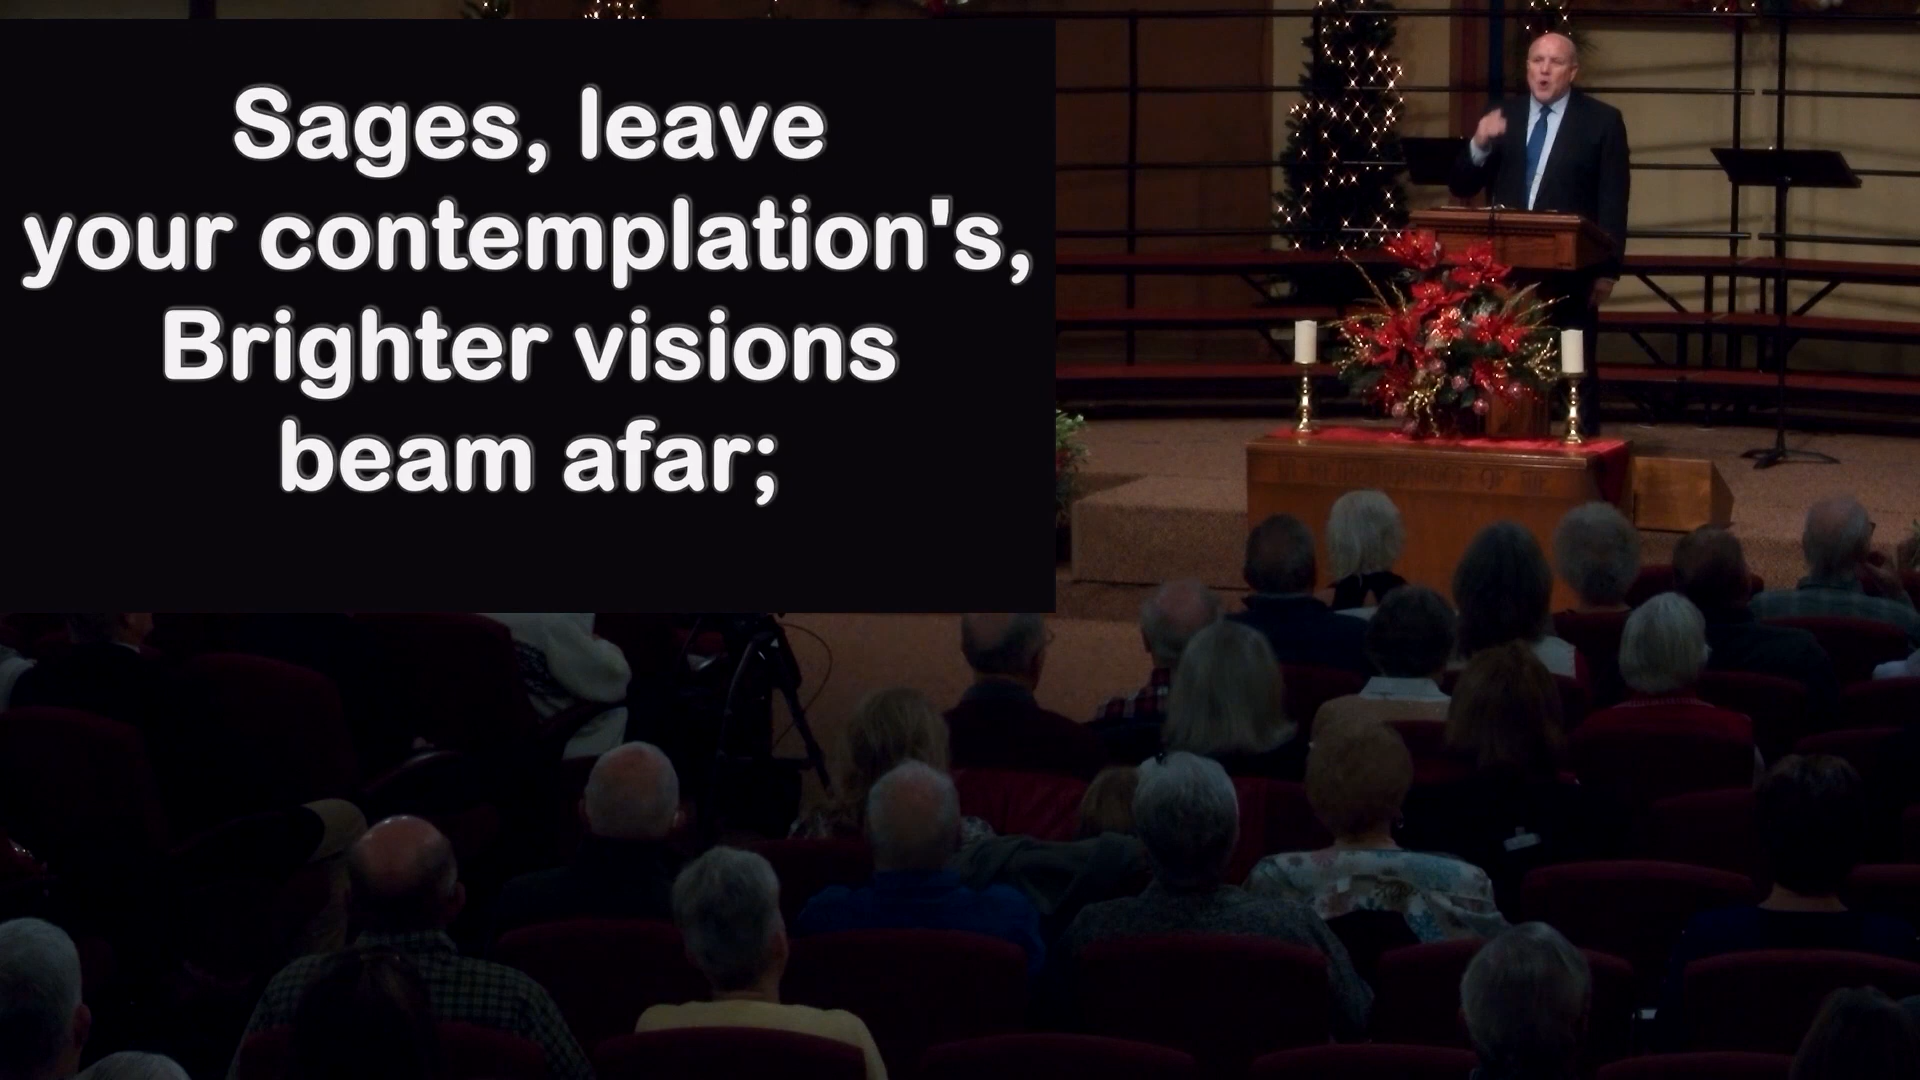 Sages, leave
your contemplation's,
Brighter visions
beam afar;